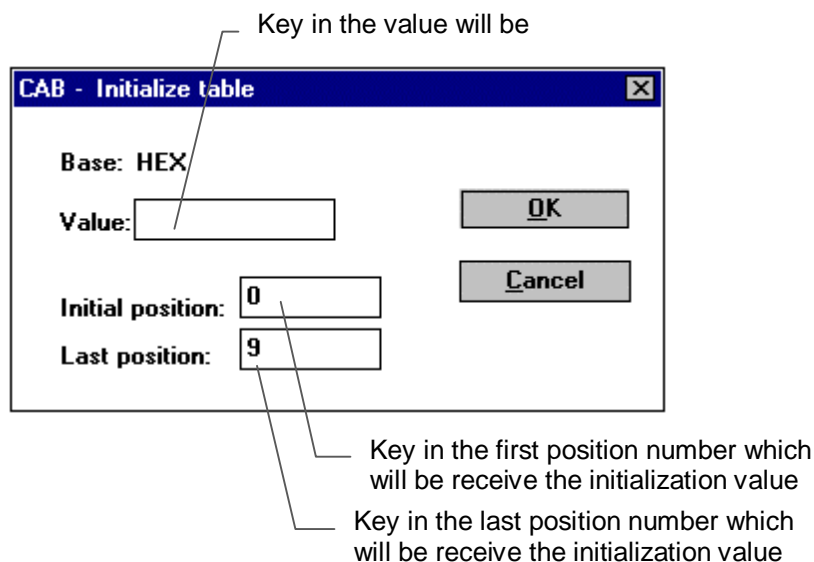 Key in the value will be
CAB - Initialize table
Base: HEX
Value:
OK
Cancel
Initial position: 0
Last position: 9
Key in the first position number which
will be receive the initialization value
Key in the last position number which
will be receive the initialization value